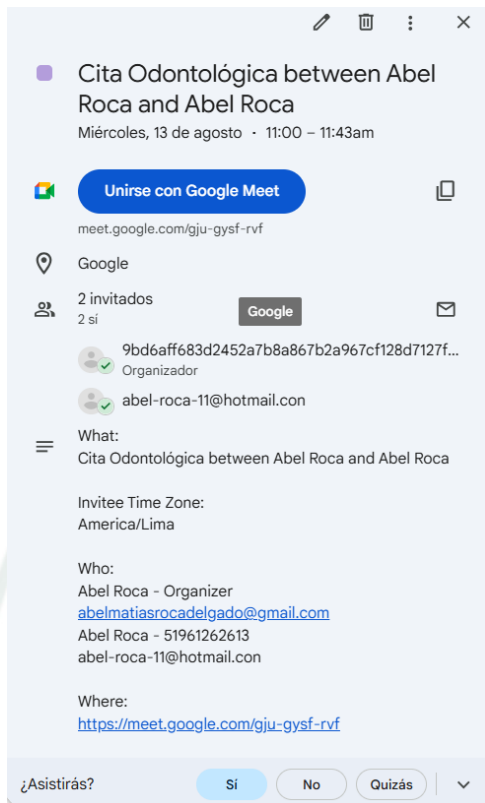 Cita Odontológica between Abel
Roca and Abel Roca
Miércoles, 13 de agosto · 11:00 – 11:43am
Unirse con Google Meet
meet.google.com/gju-gysf-rvf
Google
2 invitados
2 sí
Google
9bd6aff683d2452a7b8a867b2a967cf128d7127f...
Organizador
abel-roca-11@hotmail.con
What:
Cita Odontológica between Abel Roca and Abel Roca
Invitee Time Zone:
America/Lima
Who:
Abel Roca - Organizer
abelmatiasrocadelgado@gmail.com
Abel Roca - 51961262613
abel-roca-11@hotmail.con
Where:
https://meet.google.com/gju-gysf-rvf
¿Asistirás? Sí No Quizás